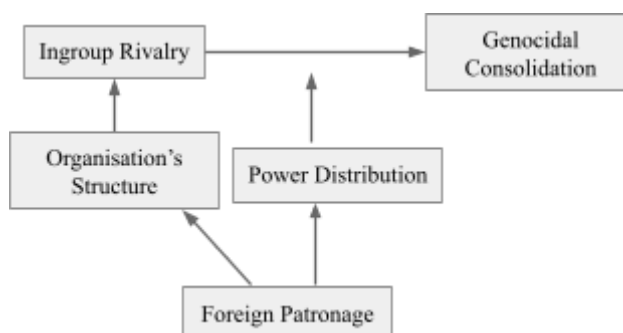 Ingroup Rivalry
Genocidal
Consolidation
Organisation's
Structure
Power Distribution
Foreign Patronage